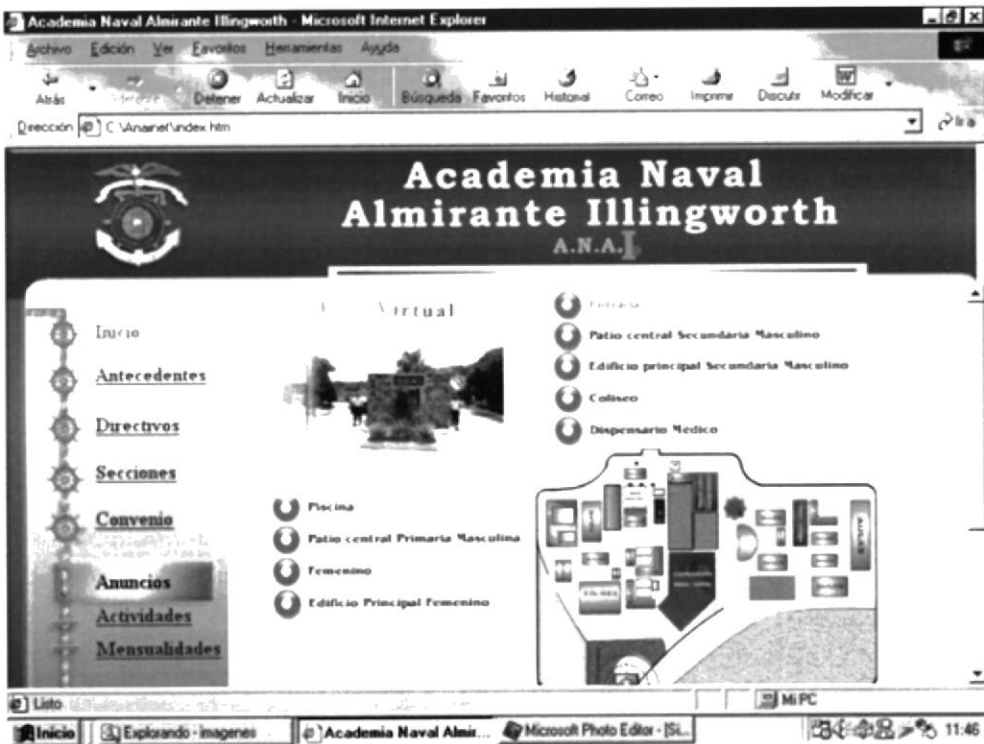 Academia Naval Almirante Illingworth - Microsoft Internet Explorer
Archivo Edición Ver Favoritos Herramientas Ayuda
Atrás Detener Actualizar Inicio Búsqueda Favoritos Historial Correo Imprimir Discutir Modificar
Dirección C:\Anainet\index.htm Ir a
Academia Naval
Almirante Illingworth
A.N.A.I.
Inicio
Antecedentes
Directivos
Secciones
Convenio
Anuncios
Actividades
Mensualidades
Virtual
Entrada
Patio central Secundaria Masculino
Edificio principal Secundaria Masculino
Coliseo
Dispensario Medico
Piscina
Patio central Primaria Masculina
Femenino
Edificio Principal Femenino
Listo Mi PC
Inicio Explorando - imagenes Academia Naval Almir... Microsoft Photo Editor - [Si... 11:46